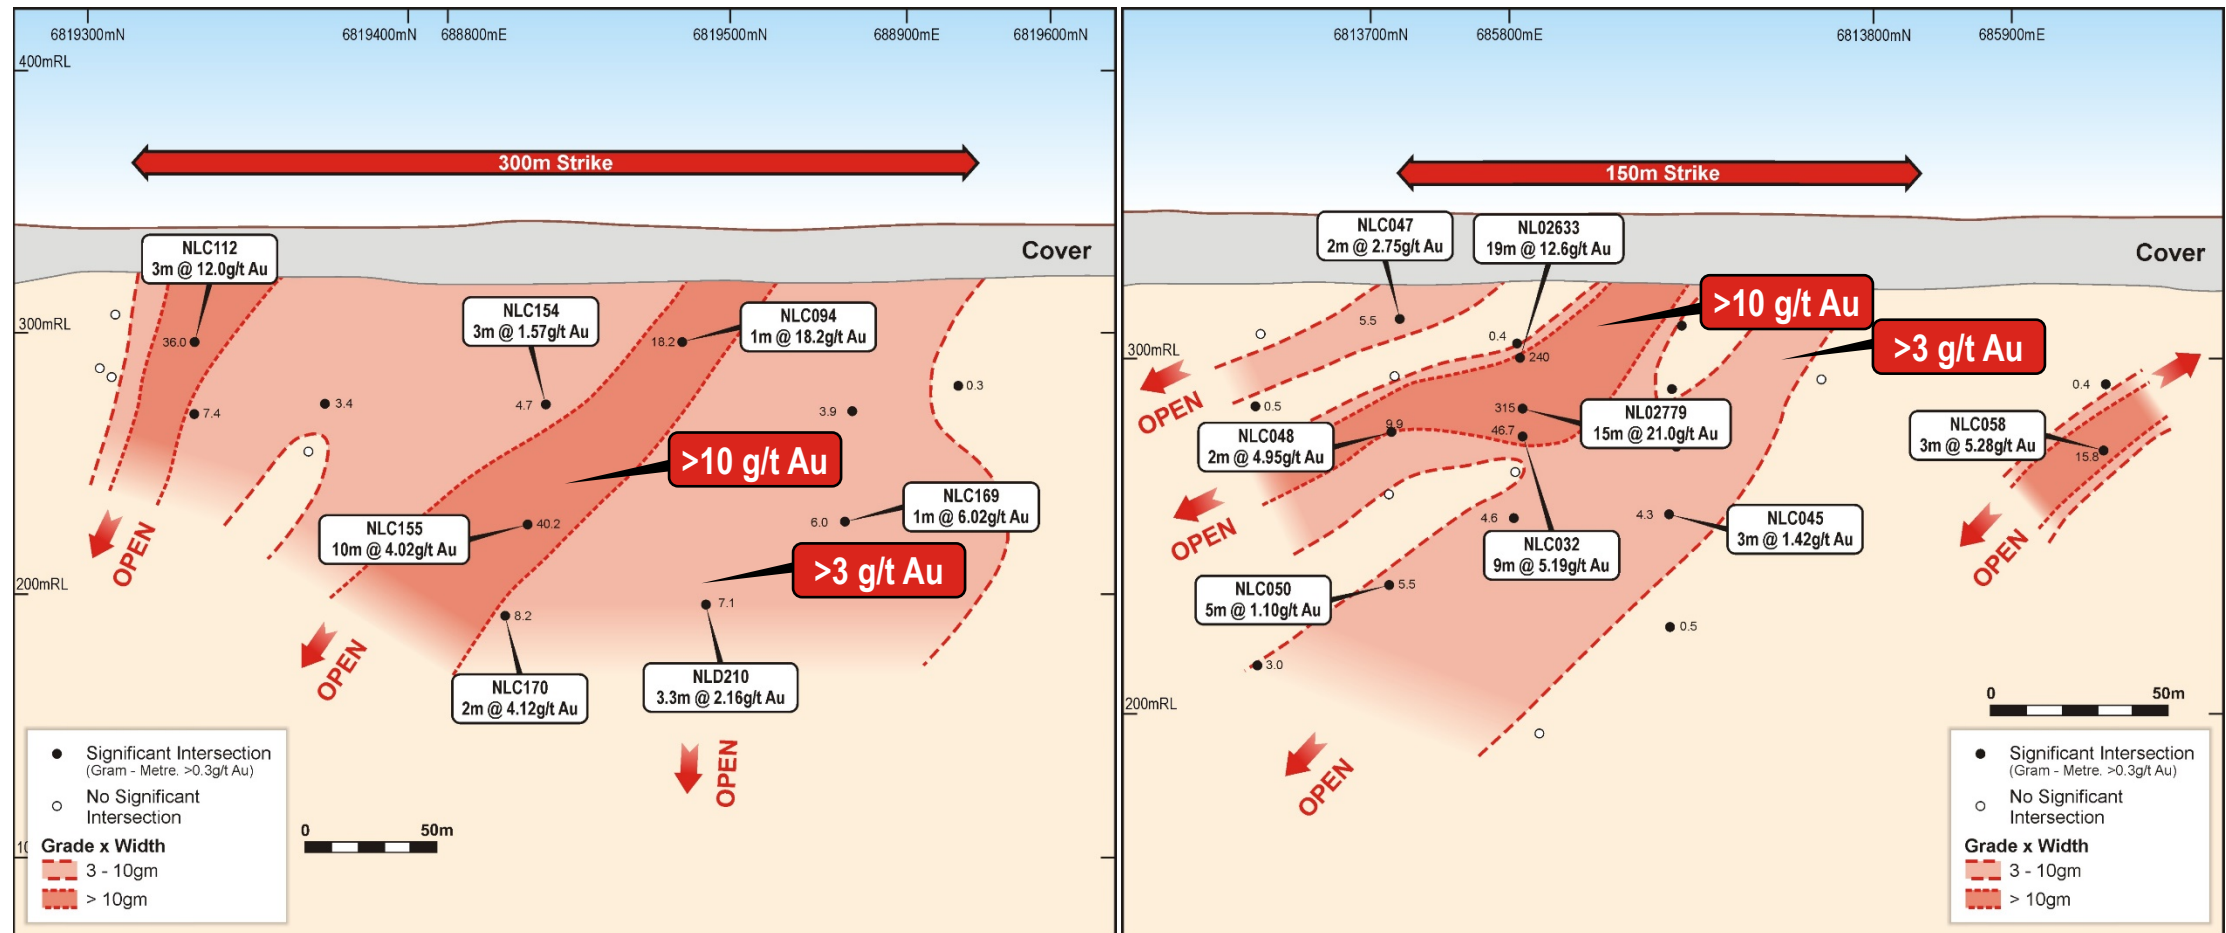 6819300mN
6819400mN
688800mE
6819500mN
688900mE
6819600mN
400mRL
300m Strike
Cover
NLC112
3m @ 12.0g/t Au
300mRL
36.0
7.4
3.4
NLC154
3m @ 1.57g/t Au
4.7
18.2
NLC094
1m @ 18.2g/t Au
3.9
0.3
>10 g/t Au
NLC155
10m @ 4.02g/t Au
40.2
6.0
NLC169
1m @ 6.02g/t Au
>3 g/t Au
200mRL
8.2
7.1
NLC170
2m @ 4.12g/t Au
NLD210
3.3m @ 2.16g/t Au
OPEN
OPEN
OPEN
10
Significant Intersection
(Gram - Metre. >0.3g/t Au)
No Significant
Intersection
Grade x Width
3 - 10gm
> 10gm
0
50m
6813700mN
685800mE
6813800mN
685900mE
150m Strike
Cover
NLC047
2m @ 2.75g/t Au
NL02633
19m @ 12.6g/t Au
>10 g/t Au
>3 g/t Au
300mRL
5.5
0.4
240
0.5
OPEN
9.9
NLC048
2m @ 4.95g/t Au
315
46.7
NL02779
15m @ 21.0g/t Au
0.4
NLC058
3m @ 5.28g/t Au
15.8
OPEN
4.6
4.3
NLC045
3m @ 1.42g/t Au
NLC032
9m @ 5.19g/t Au
OPEN
NLC050
5m @ 1.10g/t Au
5.5
0.5
3.0
200mRL
OPEN
0
50m
Significant Intersection
(Gram - Metre. >0.3g/t Au)
No Significant
Intersection
Grade x Width
3 - 10gm
> 10gm